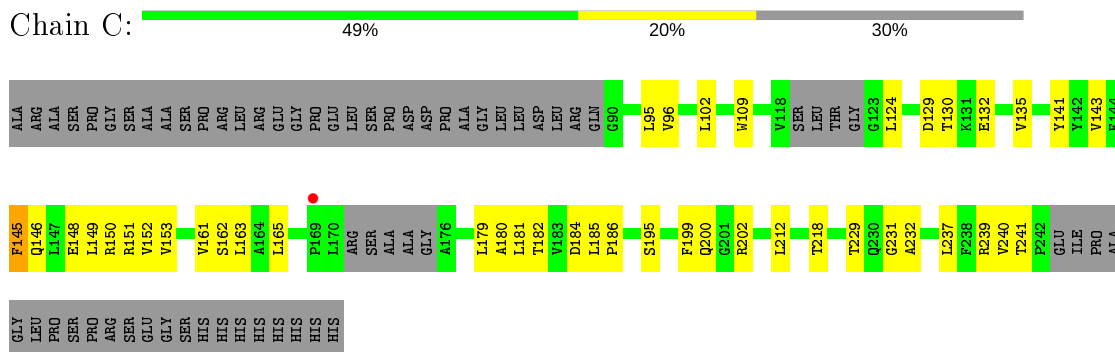 Chain C:
49% 20% 30%
ALA ARG ALA ALA SER PRO GLY SER ALA ALA SER PRO ARG LEU ARG GLU GLY PRO GLU LEU SER PRO ASP ASP PRO ALA GLY LEU LEU ASP LEU ARG GLN G90 L95 V96 L102 W109 V118 SER LEU THR GLY G123 L124 D129 T130 K131 E132 V135 Y141 Y142 V143 F144
F145 Q146 L147 E148 L149 R150 R151 V152 V153 V161 S162 L163 A164 L165 P169 L170 ARG SER ALA ALA GLY A176 L179 A180 L181 T182 V183 D184 L185 P186 S195 F199 Q200 G201 R202 L212 T218 T229 Q230 G231 A232 L237 F238 R239 V240 T241 P242 GLU ILE PRO ALA
GLY LEU PRO SER PRO ARG SER GLU GLY SER HIS HIS HIS HIS HIS HIS HIS HIS